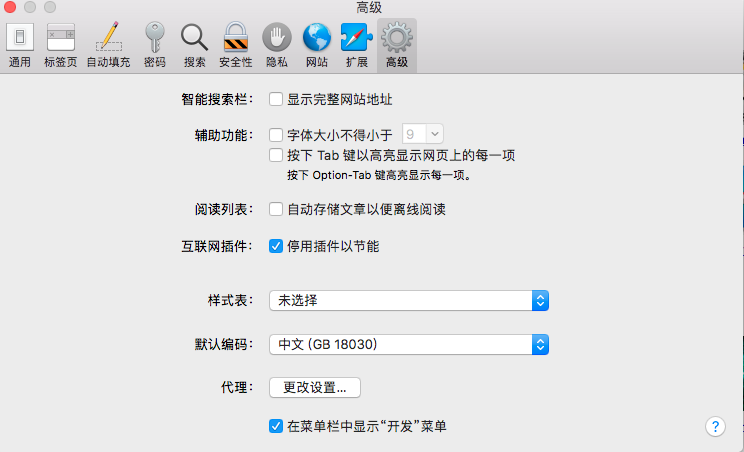 高级
通用 标签页 自动填充 密码 搜索 安全性 隐私 网站 扩展 高级
智能搜索栏： 显示完整网站地址
辅助功能： 字体大小不得小于 9
按下 Tab 键以高亮显示网页上的每一项
按下 Option-Tab 键高亮显示每一项。
阅读列表： 自动存储文章以便离线阅读
互联网插件： 停用插件以节能
样式表： 未选择
默认编码： 中文 (GB 18030)
代理： 更改设置...
在菜单栏中显示“开发”菜单
?